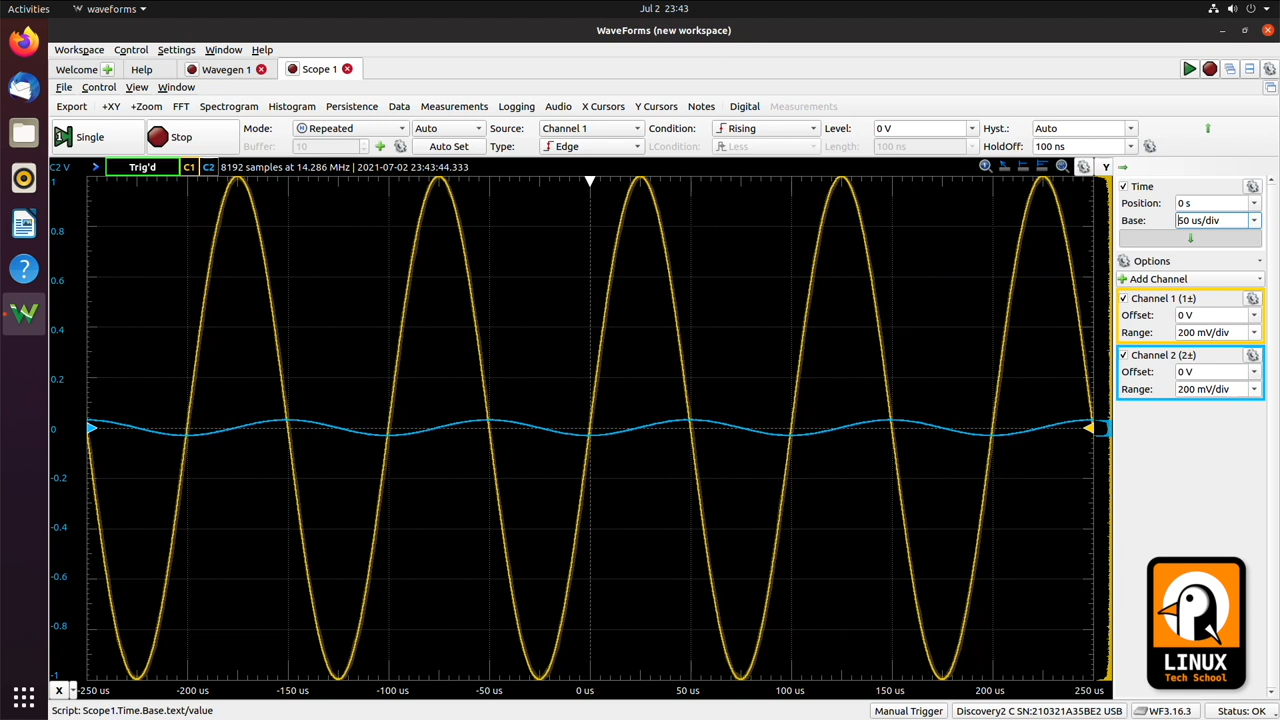 Activities waveforms Jul 2 23:43
WaveForms (new workspace)
Workspace Control Settings Window Help
Welcome Help Wavegen 1 Scope 1
File Control View Window
Export +XY +Zoom FFT Spectrogram Histogram Persistence Data Measurements Logging Audio X Cursors Y Cursors Notes Digital Measurements
Single Stop Mode: Repeated Auto Source: Channel 1 Condition: Rising Level: 0 V Hyst.: Auto
Buffer: 10 Auto Set Type: Edge LCondition: Less Length: 100 ns HoldOff: 100 ns
C2 V Trig'd C1 C2 8192 samples at 14.286 MHz | 2021-07-02 23:43:44.333 Y
1
0.8
0.6
0.4
0.2
0
-0.2
-0.4
-0.6
-0.8
-1
X -250 us -200 us -150 us -100 us -50 us 0 us 50 us 100 us 150 us 200 us 250 us
Time
Position: 0 s
Base: 50 us/div
Options
Add Channel
Channel 1 (1±)
Offset: 0 V
Range: 200 mV/div
Channel 2 (2±)
Offset: 0 V
Range: 200 mV/div
LINUX
Tech School
Script: Scope1.Time.Base.text/value Manual Trigger Discovery2 C SN:210321A35BE2 USB WF3.16.3 Status: OK